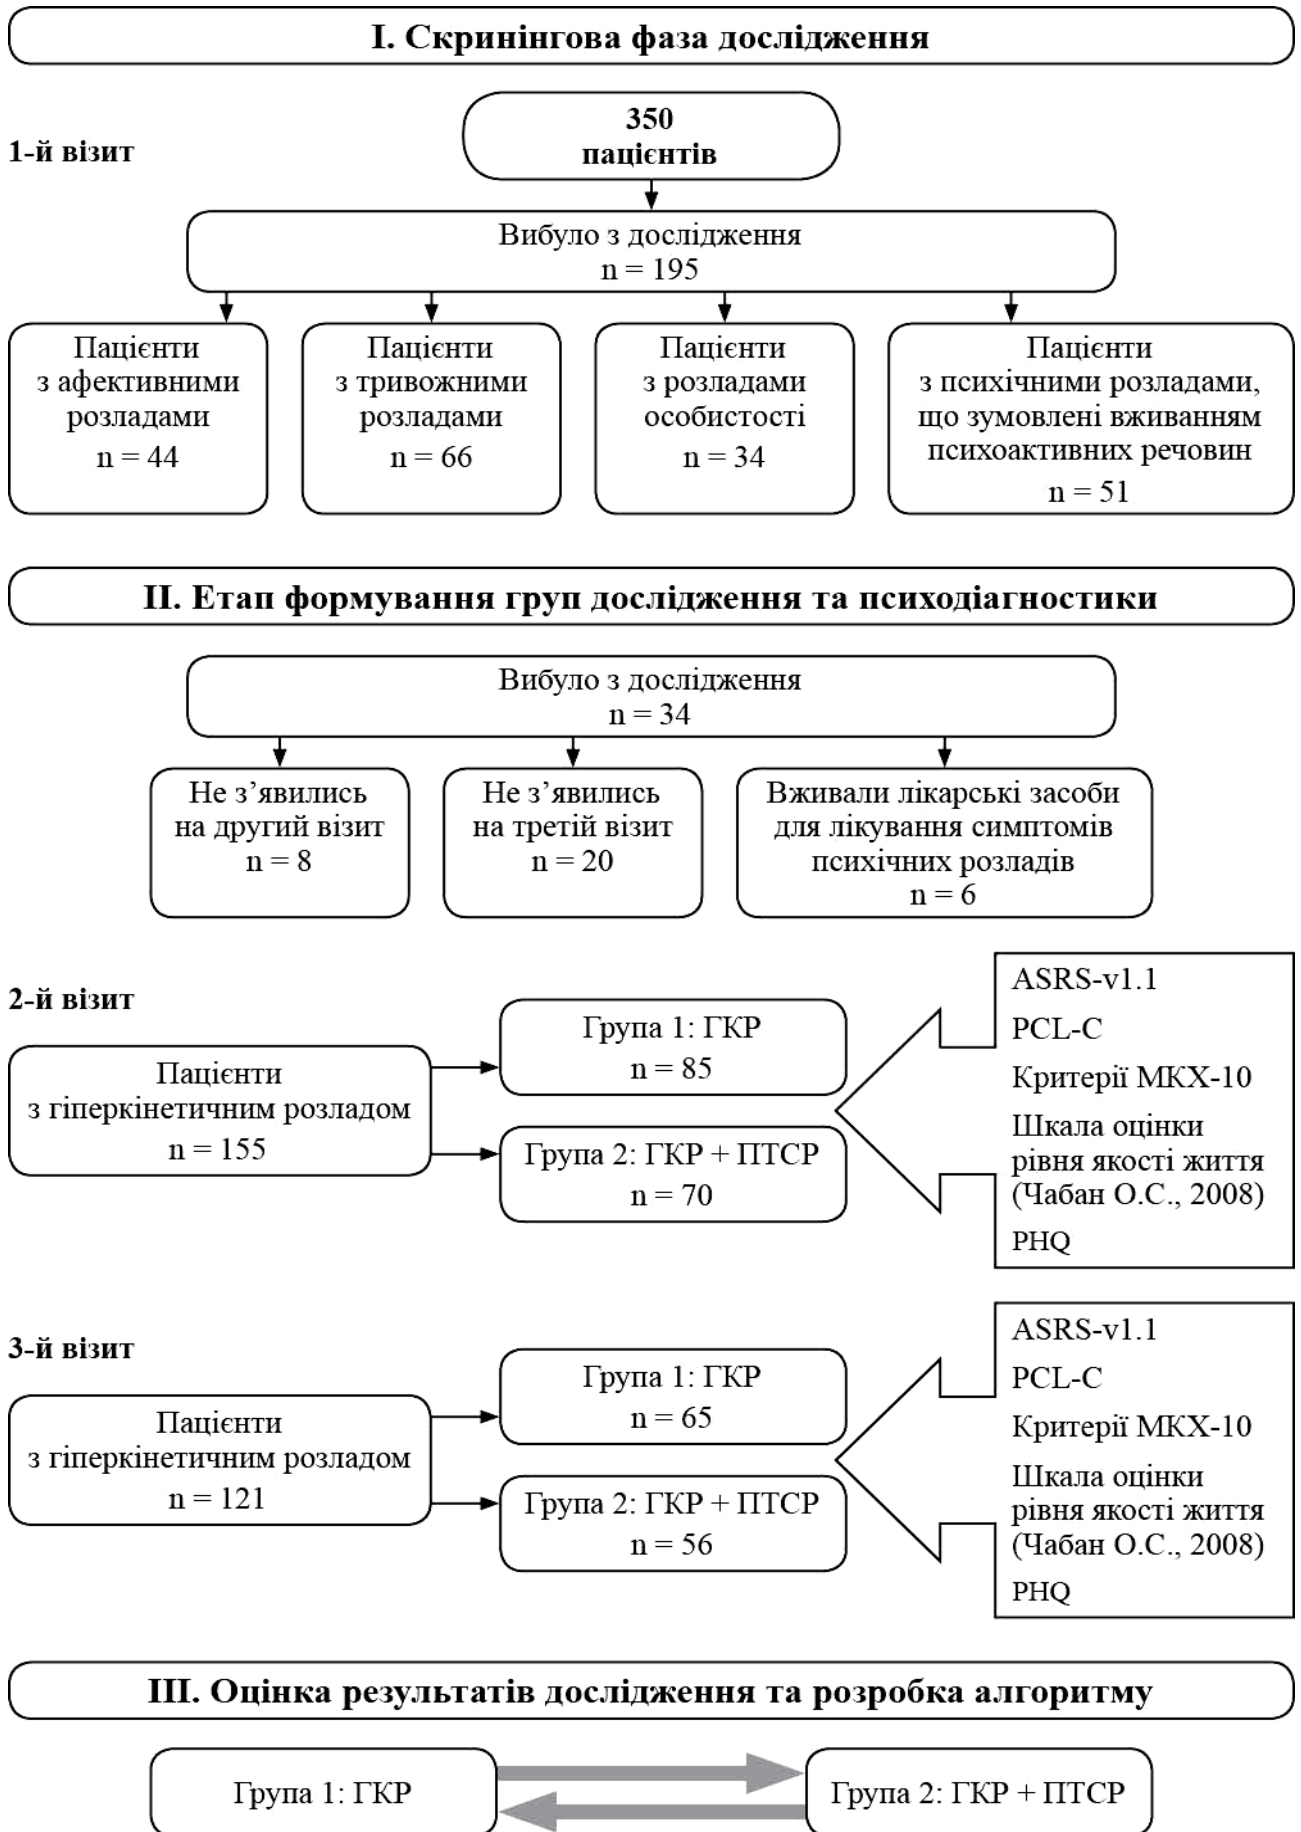 I. Скринінгова фаза дослідження
1-й візит
350
пацієнтів
Вибуло з дослідження
n = 195
Пацієнти
з афективними
розладами
n = 44
Пацієнти
з тривожними
розладами
n = 66
Пацієнти
з розладами
особистості
n = 34
Пацієнти
з психічними розладами,
що зумовлені вживанням
психоактивних речовин
n = 51
II. Етап формування груп дослідження та психодіагностики
Вибуло з дослідження
n = 34
Не з’явились
на другий візит
n = 8
Не з’явились
на третій візит
n = 20
Вживали лікарські засоби
для лікування симптомів
психічних розладів
n = 6
2-й візит
Пацієнти
з гіперкінетичним розладом
n = 155
Група 1: ГКР
n = 85
Група 2: ГКР + ПТСР
n = 70
ASRS-v1.1
PCL-C
Критерії МКХ-10
Шкала оцінки
рівня якості життя
(Чабан О.С., 2008)
PHQ
3-й візит
Пацієнти
з гіперкінетичним розладом
n = 121
Група 1: ГКР
n = 65
Група 2: ГКР + ПТСР
n = 56
ASRS-v1.1
PCL-C
Критерії МКХ-10
Шкала оцінки
рівня якості життя
(Чабан О.С., 2008)
PHQ
III. Оцінка результатів дослідження та розробка алгоритму
Група 1: ГКР
Група 2: ГКР + ПТСР